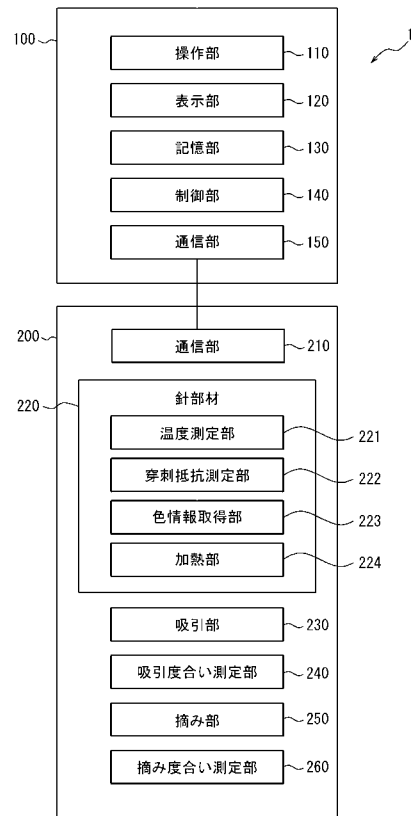 100
1
操作部
110
表示部
120
記憶部
130
制御部
140
通信部
150
200
通信部
210
220
針部材
温度測定部
221
穿刺抵抗測定部
222
色情報取得部
223
加熱部
224
吸引部
230
吸引度合い測定部
240
摘み部
250
摘み度合い測定部
260